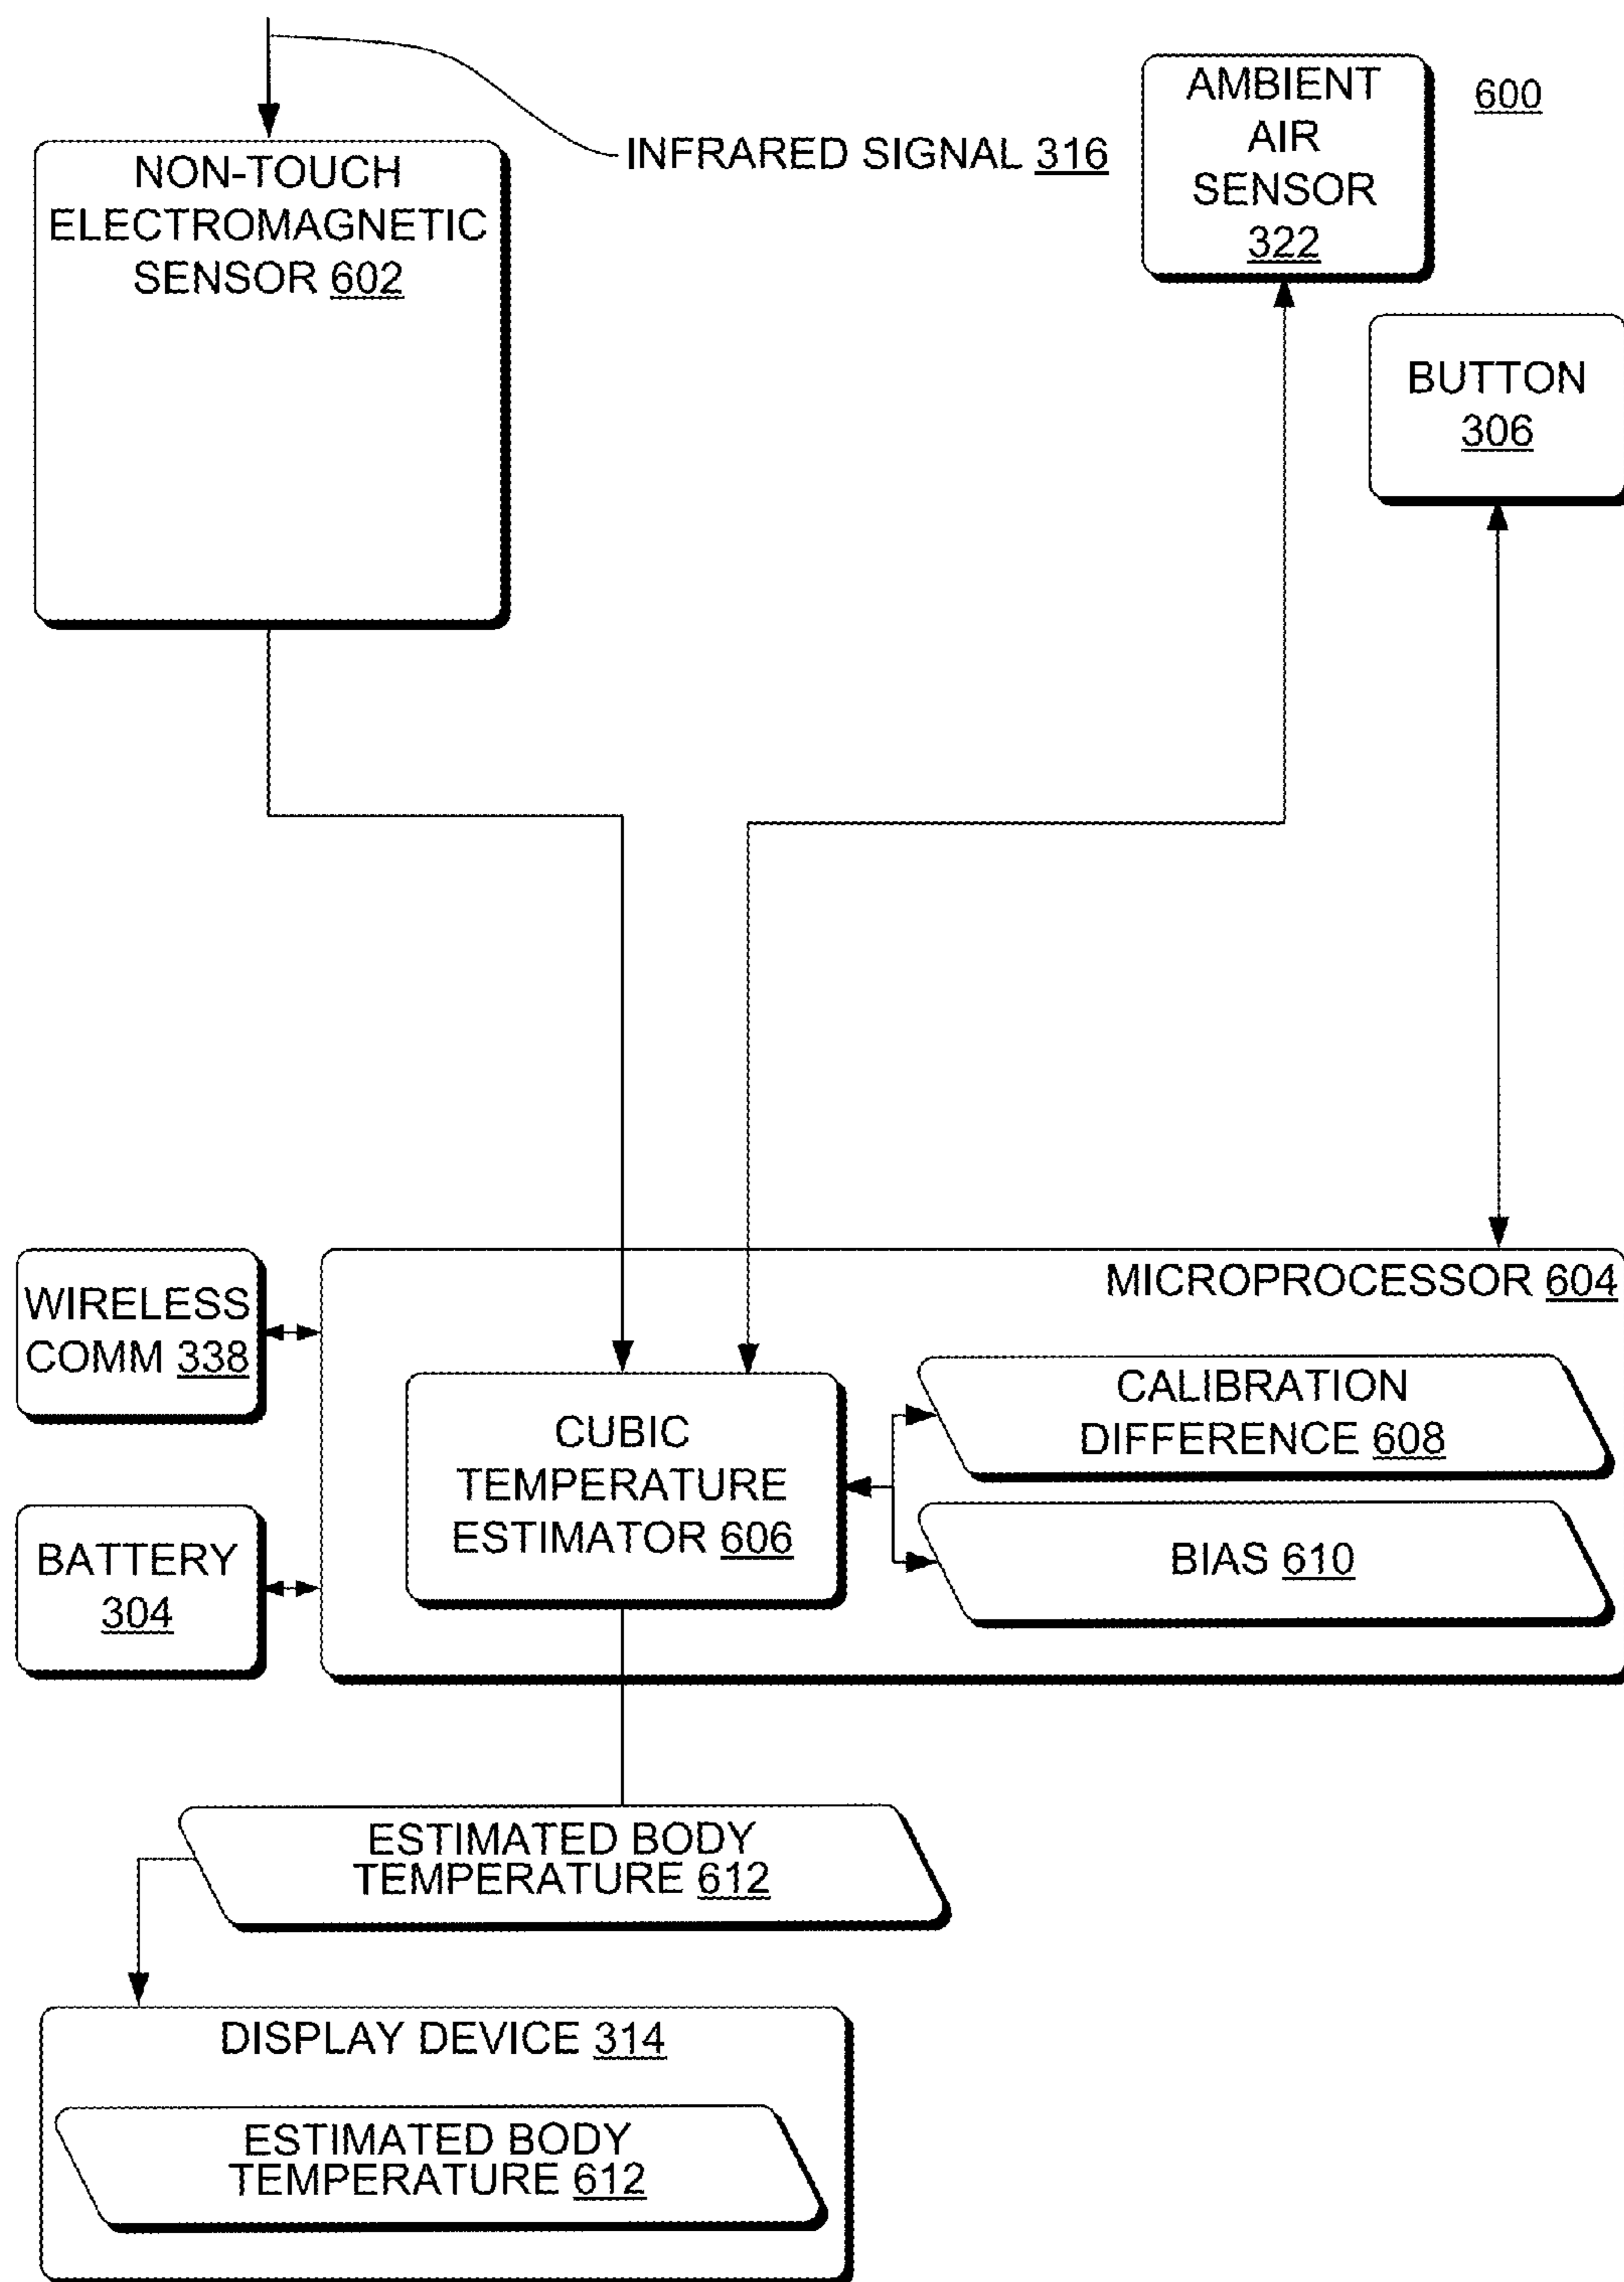 INFRARED SIGNAL 316
NON-TOUCH
ELECTROMAGNETIC
SENSOR 602
AMBIENT
AIR
SENSOR
322
600
BUTTON
306
MICROPROCESSOR 604
WIRELESS
COMM 338
BATTERY
304
CUBIC
TEMPERATURE
ESTIMATOR 606
CALIBRATION
DIFFERENCE 608
BIAS 610
ESTIMATED BODY
TEMPERATURE 612
DISPLAY DEVICE 314
ESTIMATED BODY
TEMPERATURE 612